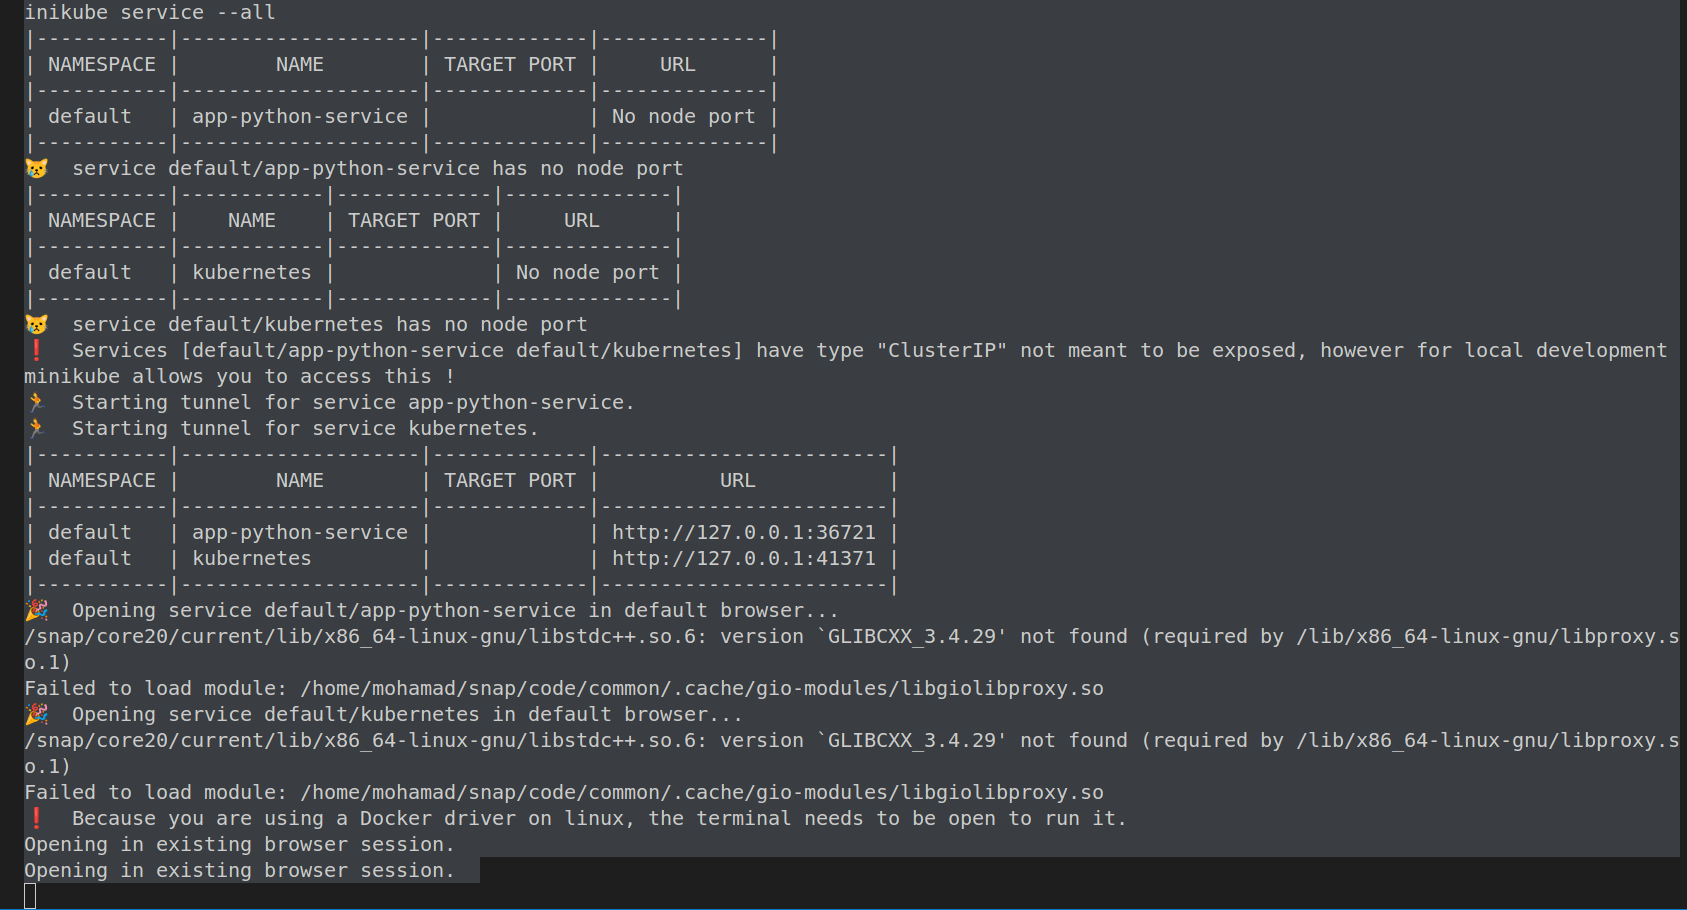 inikube service --all
|-----------|--------------------|-------------|--------------|
| NAMESPACE |        NAME        | TARGET PORT |     URL      |
|-----------|--------------------|-------------|--------------|
| default   | app-python-service |             | No node port |
|-----------|--------------------|-------------|--------------|
😿  service default/app-python-service has no node port
|-----------|------------|-------------|--------------|
| NAMESPACE |    NAME    | TARGET PORT |     URL      |
|-----------|------------|-------------|--------------|
| default   | kubernetes |             | No node port |
|-----------|------------|-------------|--------------|
😿  service default/kubernetes has no node port
❗  Services [default/app-python-service default/kubernetes] have type "ClusterIP" not meant to be exposed, however for local development
minikube allows you to access this !
🏃  Starting tunnel for service app-python-service.
🏃  Starting tunnel for service kubernetes.
|-----------|--------------------|-------------|------------------------|
| NAMESPACE |        NAME        | TARGET PORT |          URL           |
|-----------|--------------------|-------------|------------------------|
| default   | app-python-service |             | http://127.0.0.1:36721 |
| default   | kubernetes         |             | http://127.0.0.1:41371 |
|-----------|--------------------|-------------|------------------------|
🎉  Opening service default/app-python-service in default browser...
/snap/core20/current/lib/x86_64-linux-gnu/libstdc++.so.6: version `GLIBCXX_3.4.29' not found (required by /lib/x86_64-linux-gnu/libproxy.s
o.1)
Failed to load module: /home/mohamad/snap/code/common/.cache/gio-modules/libgiolibproxy.so
🎉  Opening service default/kubernetes in default browser...
/snap/core20/current/lib/x86_64-linux-gnu/libstdc++.so.6: version `GLIBCXX_3.4.29' not found (required by /lib/x86_64-linux-gnu/libproxy.s
o.1)
Failed to load module: /home/mohamad/snap/code/common/.cache/gio-modules/libgiolibproxy.so
❗  Because you are using a Docker driver on linux, the terminal needs to be open to run it.
Opening in existing browser session.
Opening in existing browser session.